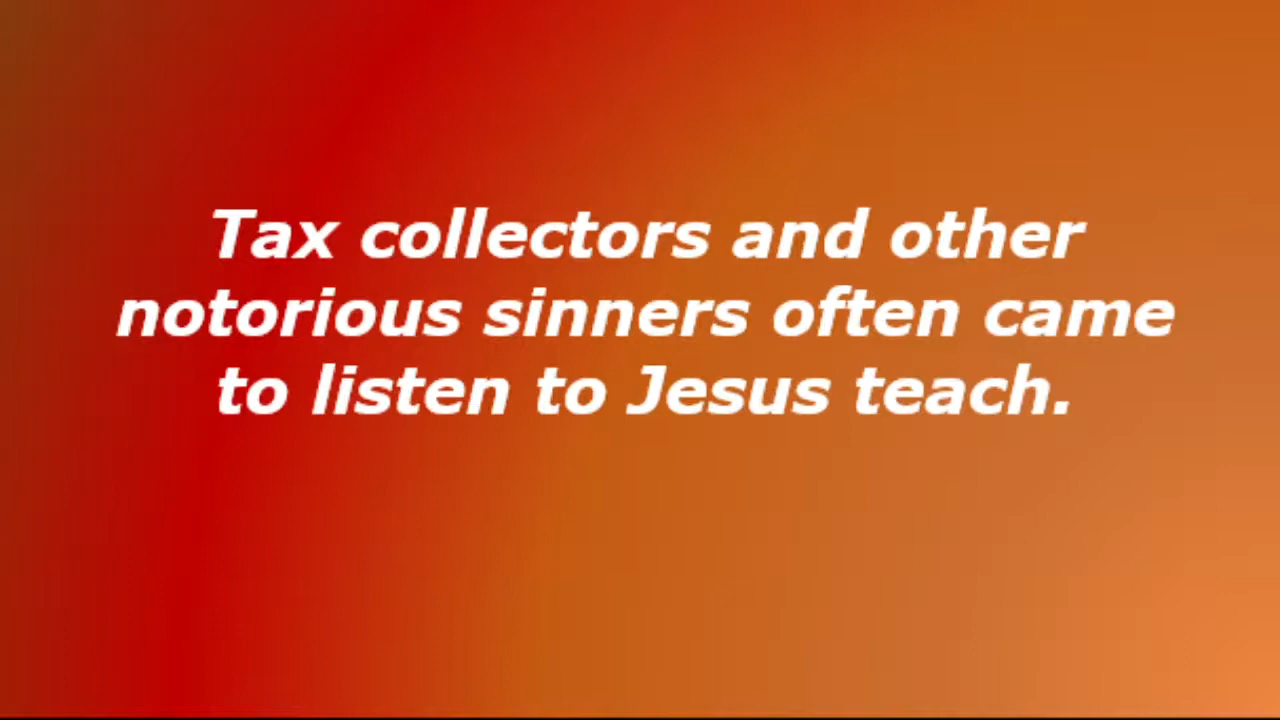 Tax collectors and other
notorious sinners often came
to listen to Jesus teach.